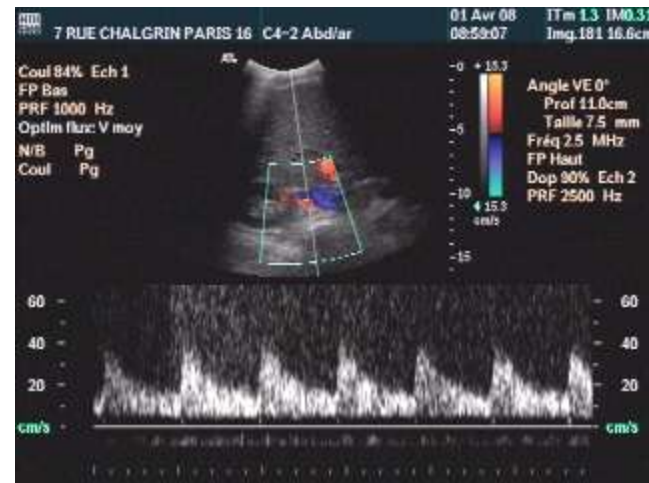 7 RUE CHALGRIN PARIS 16 C4-2 Abd/ar
01 Avr 08
08:59:07
ITm 1.3 IM0.31
Img.181 16.6cm
Coul 84% Ech 1
FP Bas
PRF 1000 Hz
Optim flux: V moy
N/B Pg
Coul Pg
-0
-5
-10
-15
+ 15.3
15.3
cm/s
Angle VE 0°
Prof 11.0cm
Taille 7.5 mm
Fréq 2.5 MHz
FP Haut
Dop 90% Ech 2
PRF 2500 Hz
60 - - 60
40 - - 40
20 - - 20
cm/s cm/s